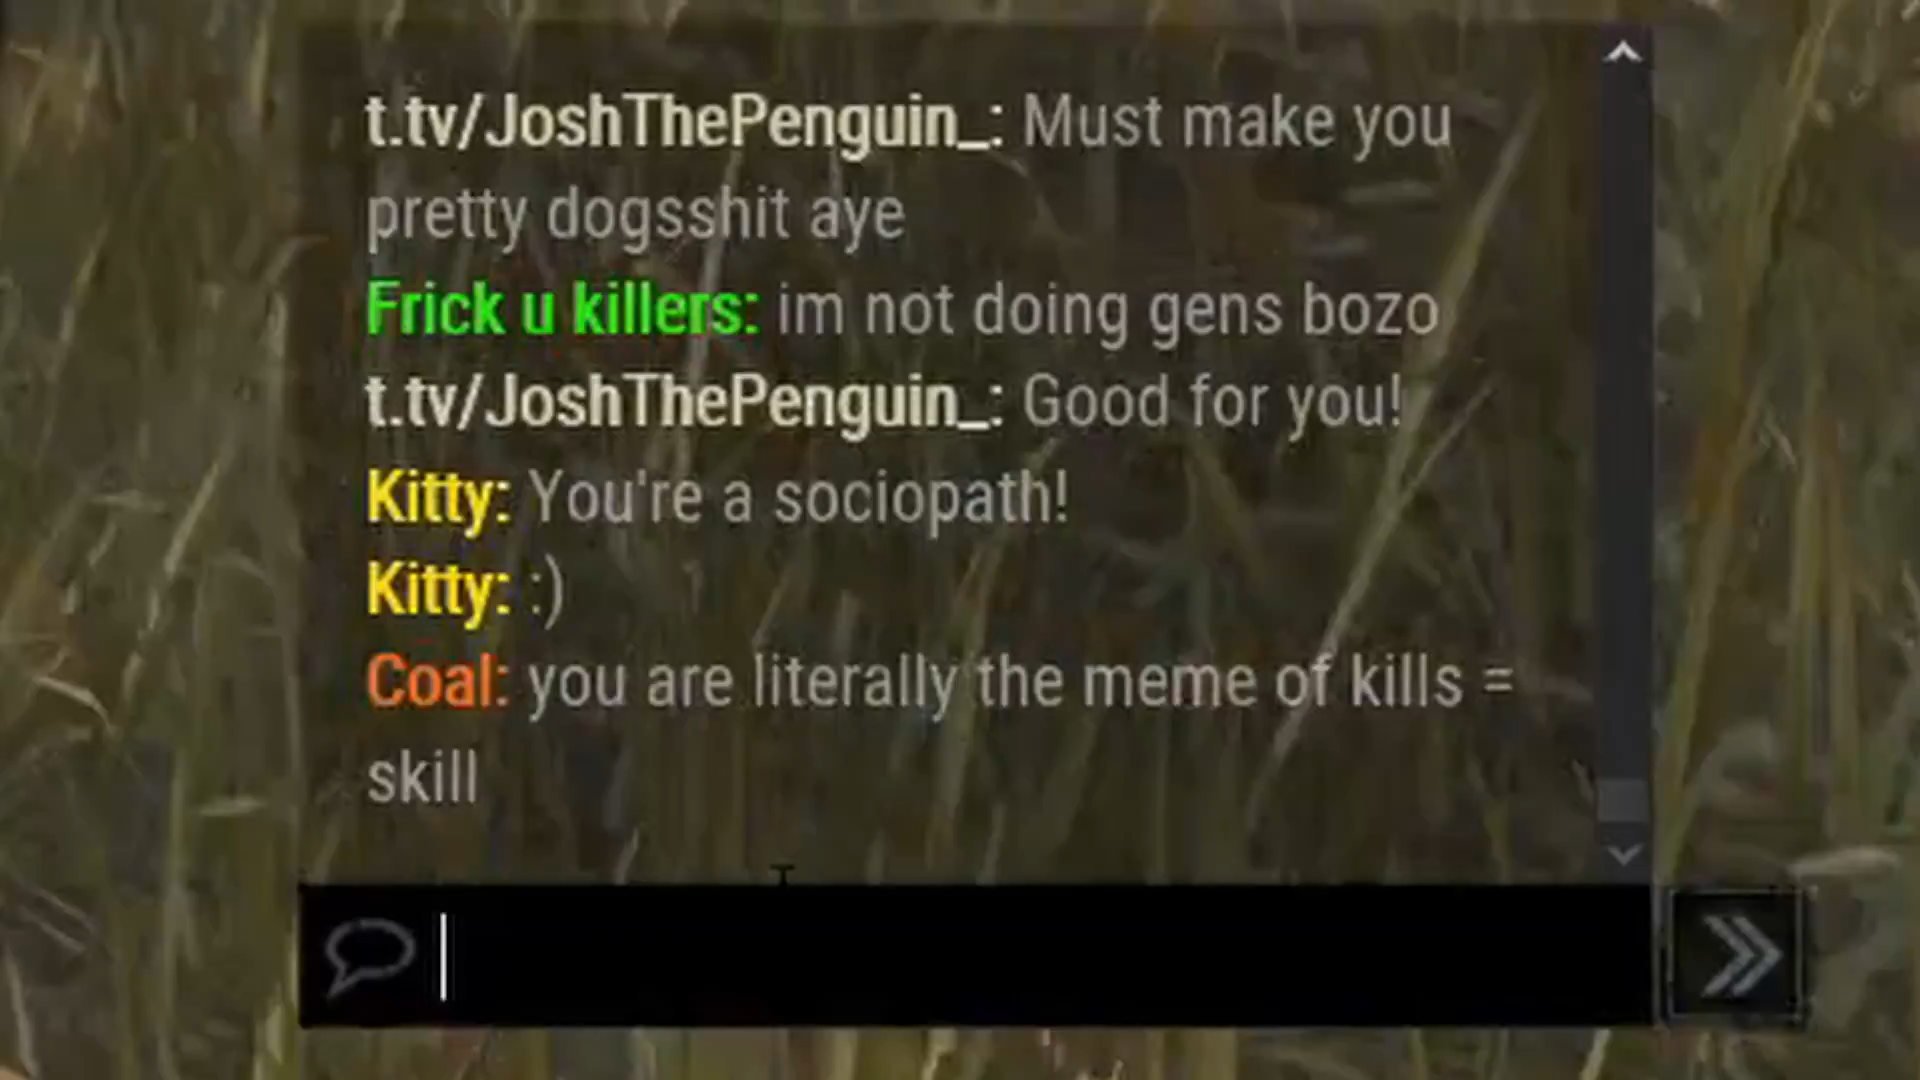 t.tv/JoshThePenguin_: Must make you
pretty dogsshit aye
Frick u killers: im not doing gens bozo
t.tv/JoshThePenguin_: Good for you!
Kitty: You're a sociopath!
Kitty: :)
Coal: you are literally the meme of kills =
skill